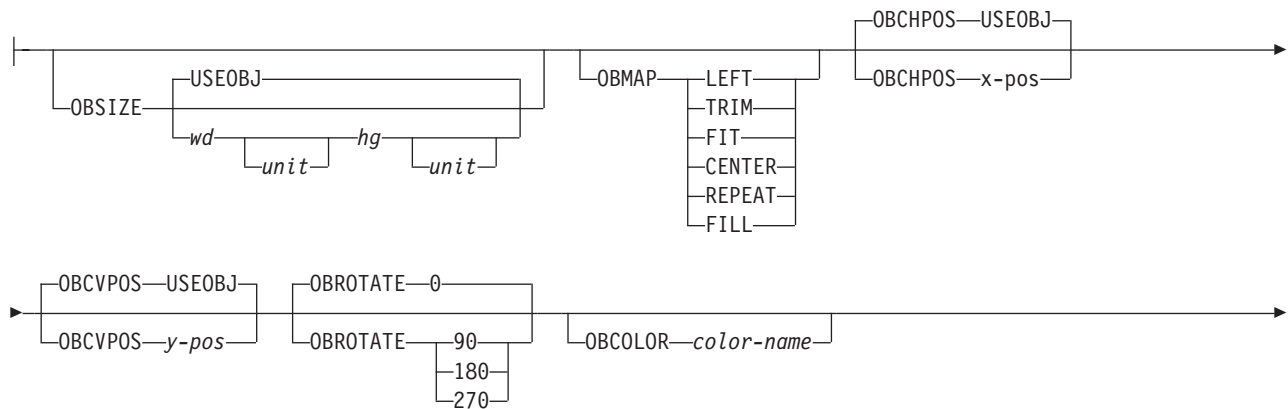 OBCHPOS USEOBJ
USEOBJ OBMAP LEFT OBCHPOS x-pos
OBSIZE TRIM
wd hg FIT
unit unit CENTER
REPEAT
FILL
OBCVPOS USEOBJ OBROTATE 0
OBCVPOS y-pos OBROTATE 90 OBCOLOR color-name
180
270